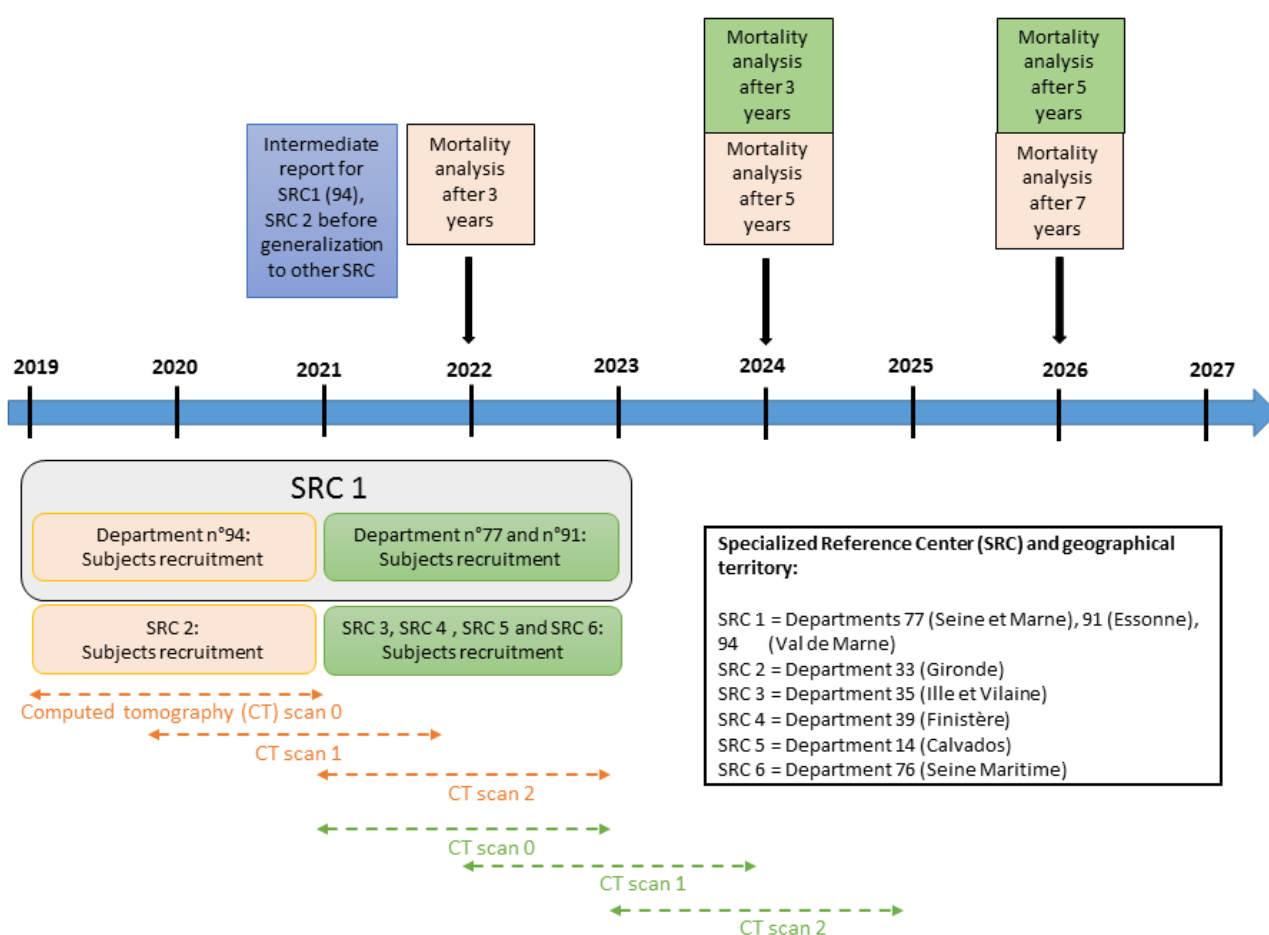 Mortality
analysis
after 3
years
Mortality
analysis
after 5
years
Intermediate
report for
SRC1 (94),
SRC 2 before
generalization
to other SRC
Mortality
analysis
after 3
years
Mortality
analysis
after 5
years
Mortality
analysis
after 7
years
2019 2020 2021 2022 2023 2024 2025 2026 2027
SRC 1
Department n°94:
Subjects recruitment
Department n°77 and n°91:
Subjects recruitment
SRC 2:
Subjects recruitment
SRC 3, SRC 4 , SRC 5 and SRC 6:
Subjects recruitment
Computed tomography (CT) scan 0
CT scan 1
CT scan 2
CT scan 0
CT scan 1
CT scan 2
Specialized Reference Center (SRC) and geographical
territory:
SRC 1 = Departments 77 (Seine et Marne), 91 (Essonne),
94 (Val de Marne)
SRC 2 = Department 33 (Gironde)
SRC 3 = Department 35 (Ille et Vilaine)
SRC 4 = Department 39 (Finistère)
SRC 5 = Department 14 (Calvados)
SRC 6 = Department 76 (Seine Maritime)